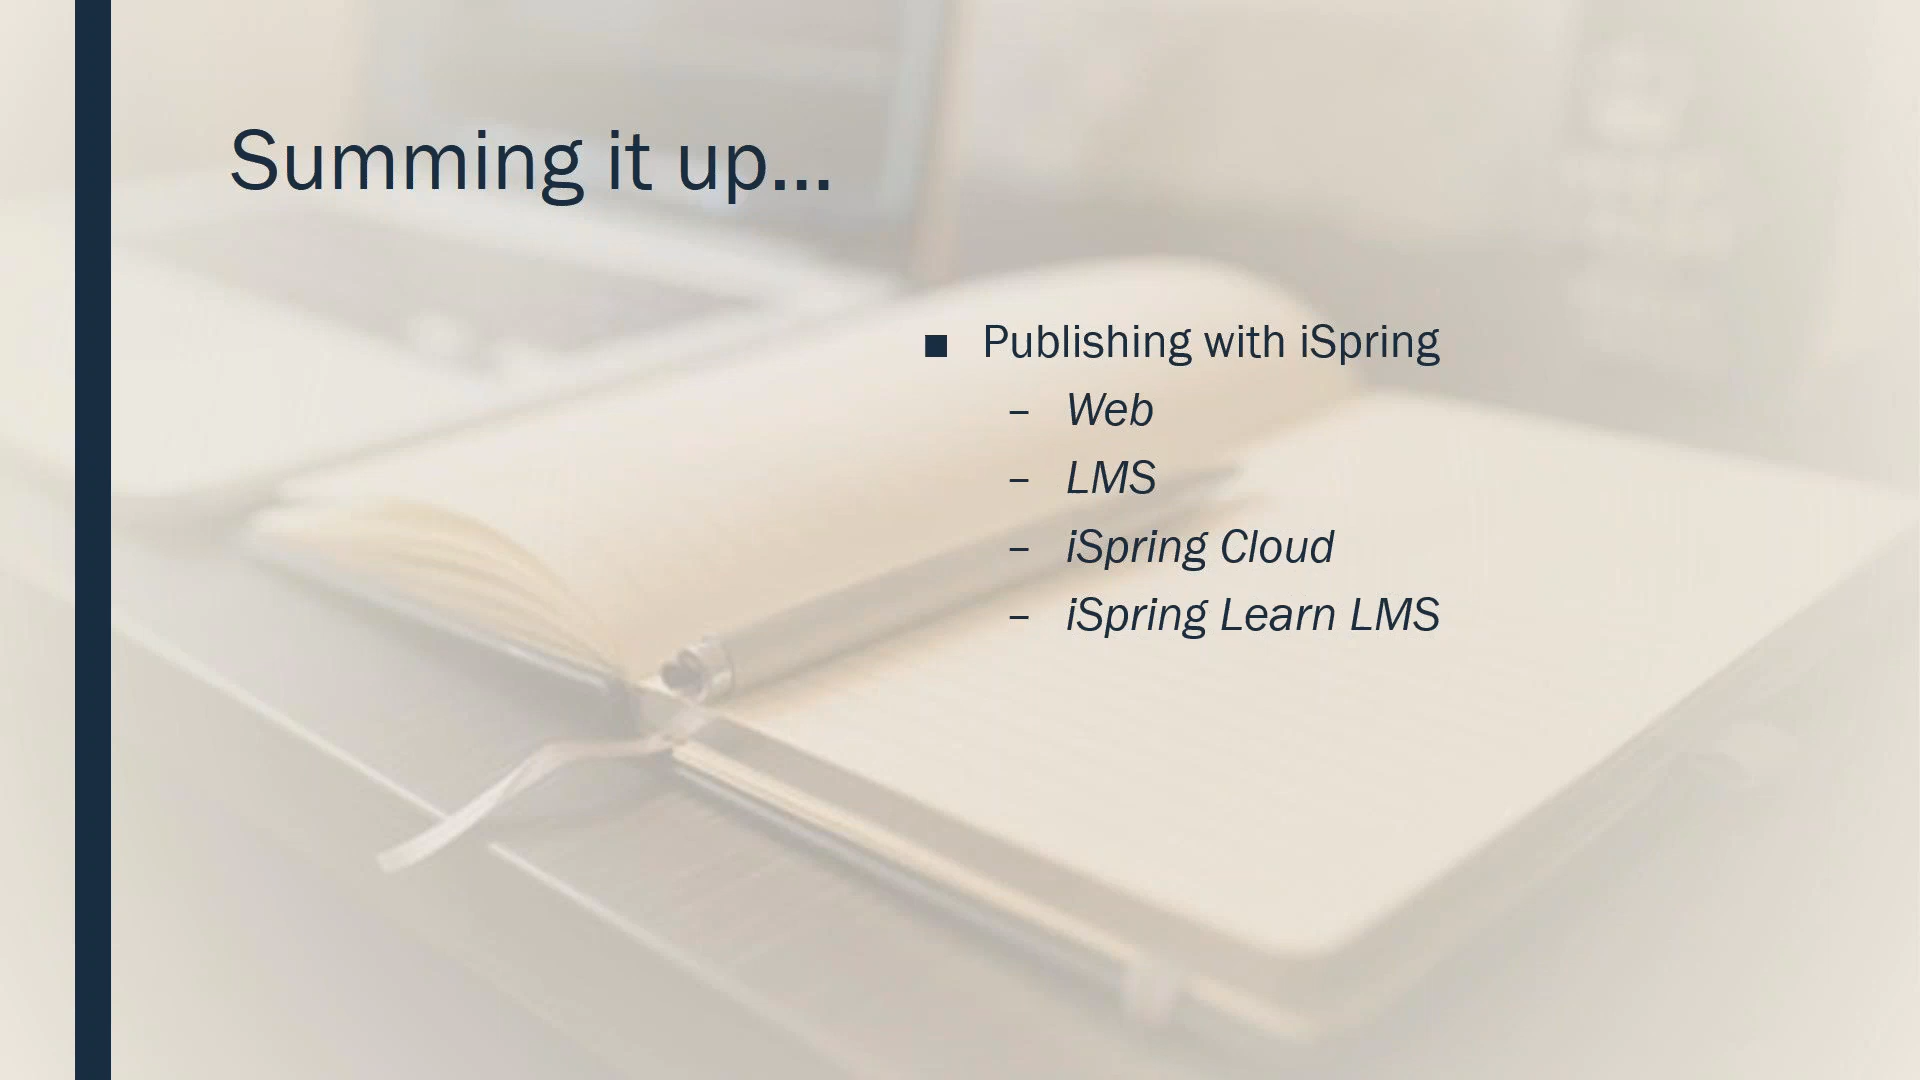 Summing it up...
■ Publishing with iSpring
– Web
– LMS
– iSpring Cloud
– iSpring Learn LMS